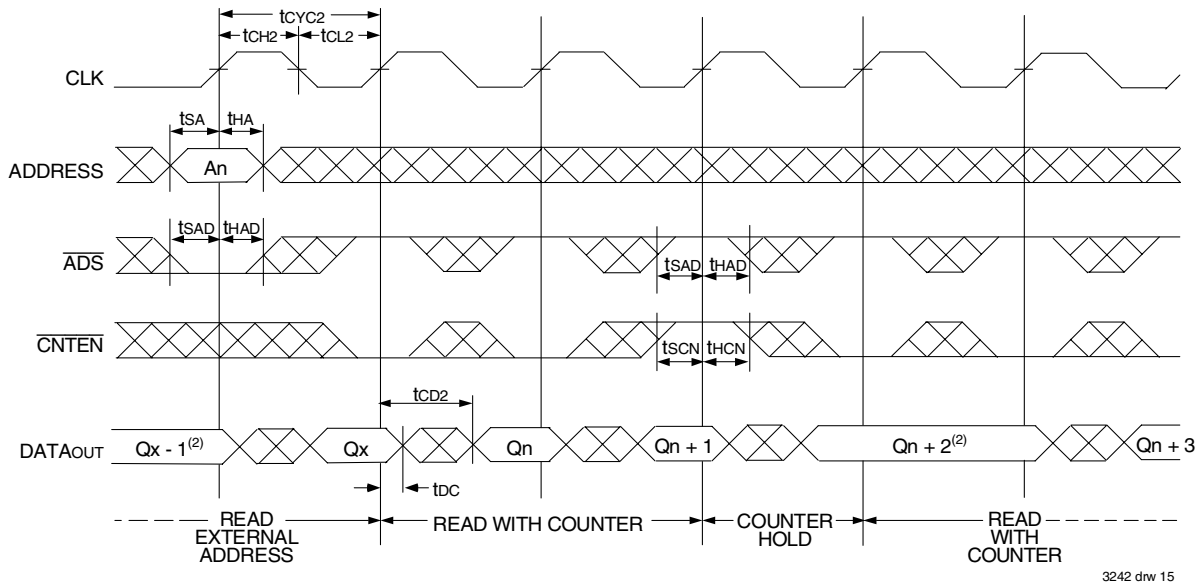 tCYC2
tCH2 tCL2
CLK
tSA tHA
ADDRESS An
tSAD tHAD
ADS
tSAD tHAD
CNTEN
tSCN tHCN
tCD2
DATAOUT Qx - 1(2) Qx Qn Qn + 1 Qn + 2(2) Qn + 3
tDC
READ EXTERNAL ADDRESS
READ WITH COUNTER
COUNTER HOLD
READ WITH COUNTER
3242 drw 15